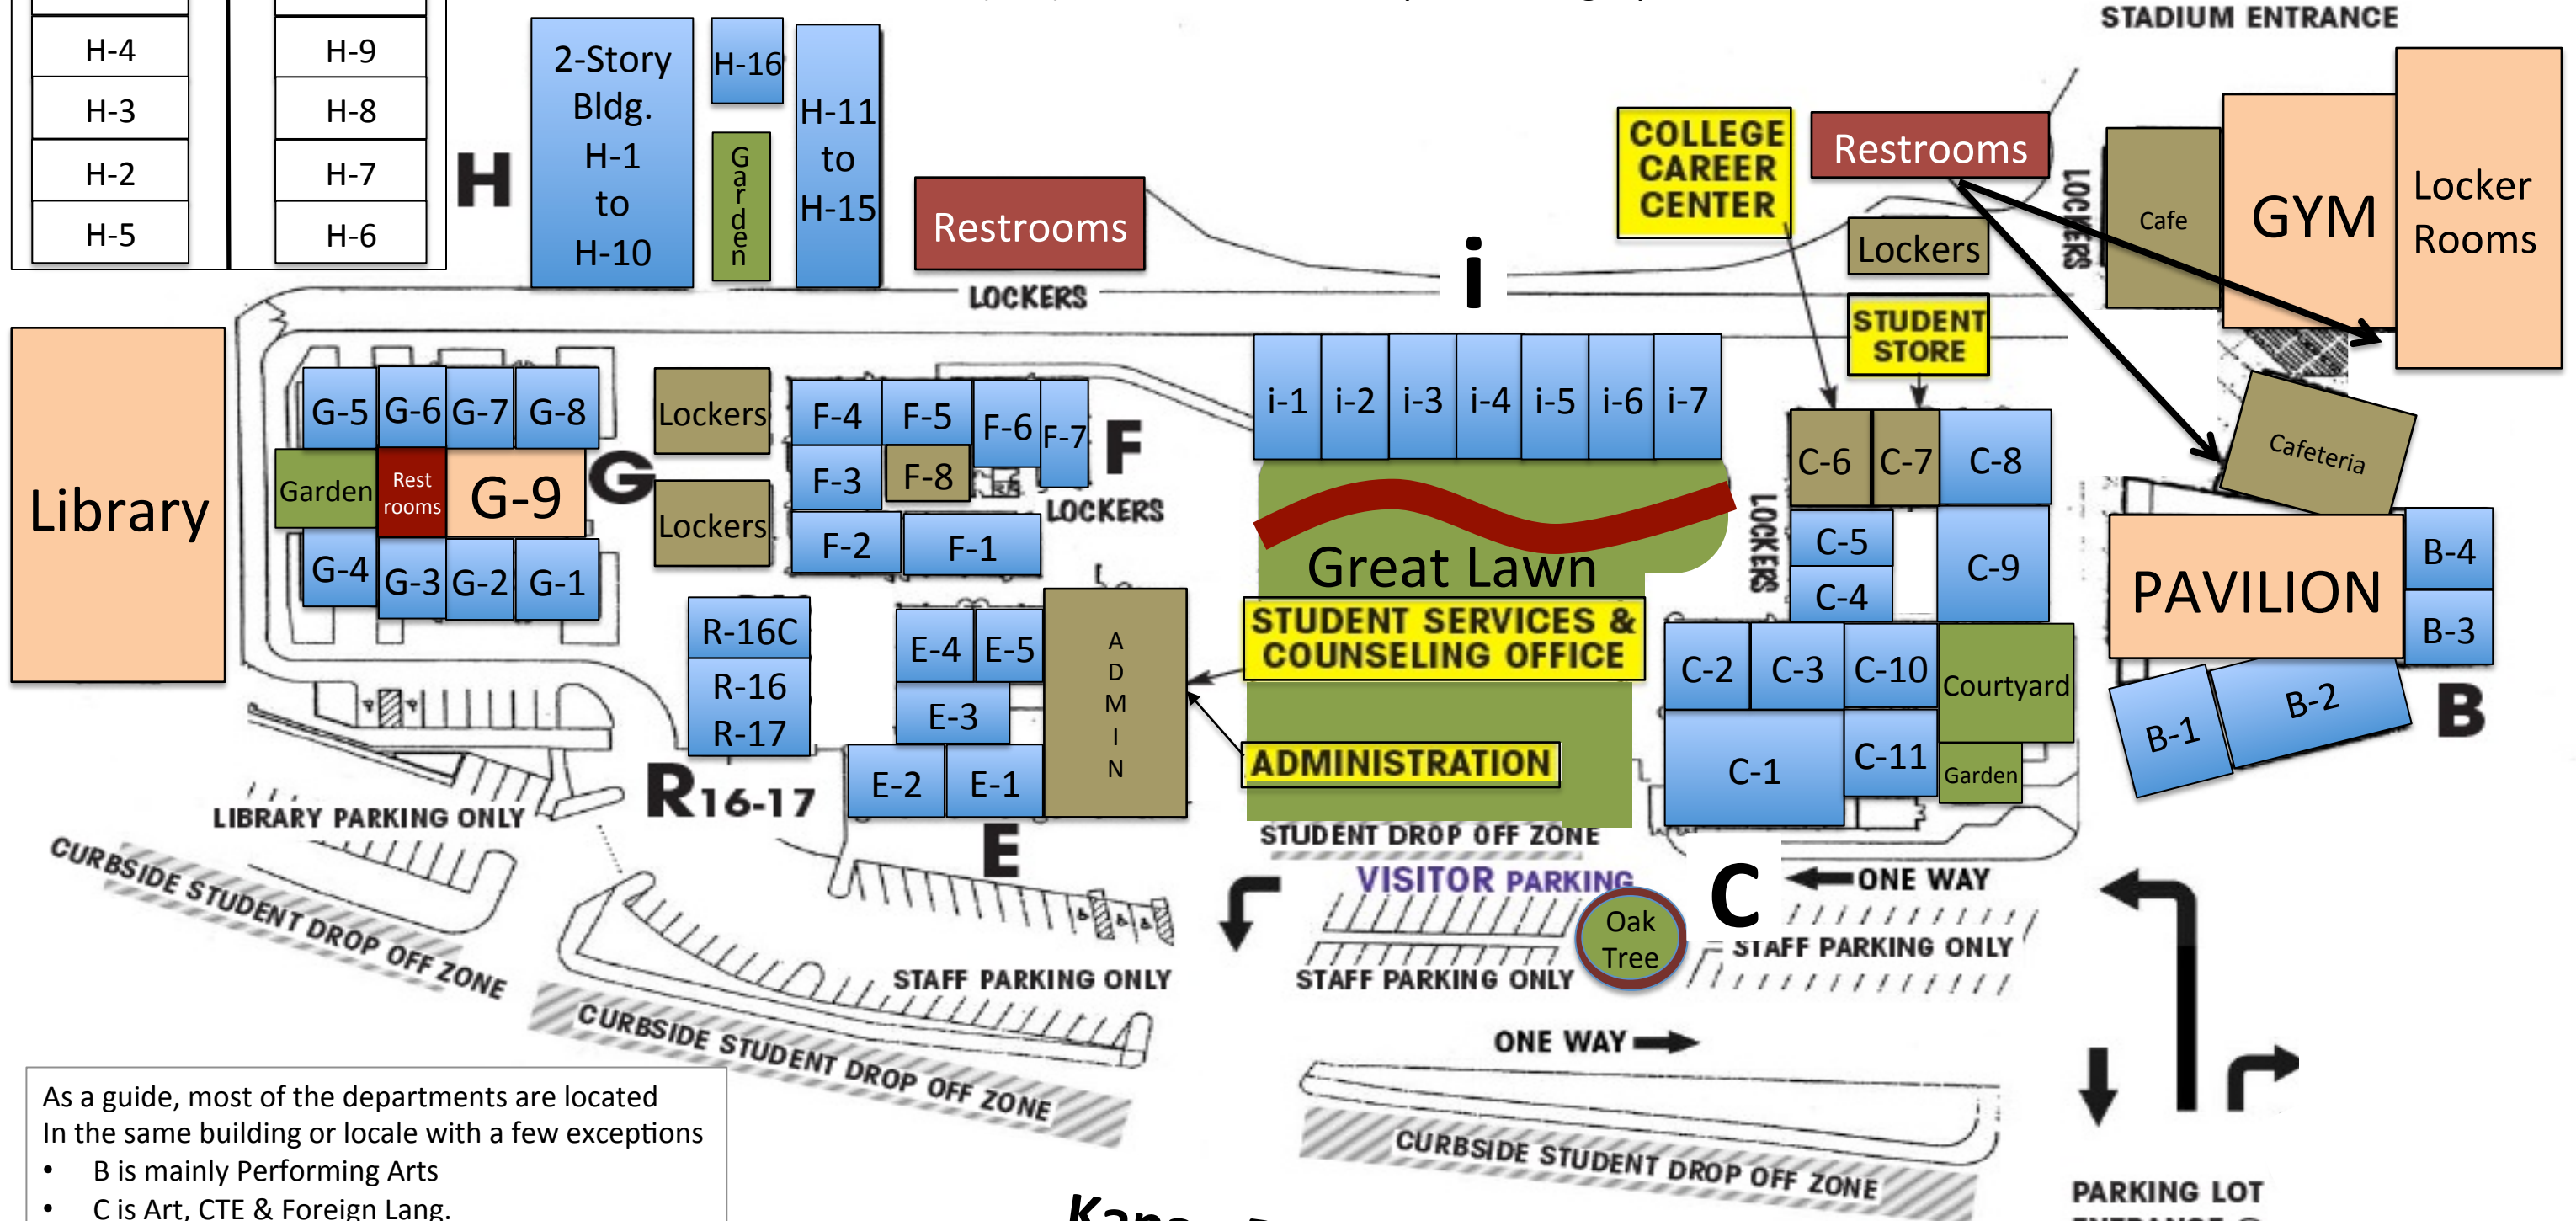 STADIUM ENTRANCE
H-4
H-9
H-3
H-8
H-2
H-7
H-5
H-6
H
2-Story
Bldg.
H-1
to
H-10
H-16
Garden
H-11
to
H-15
Restrooms
LOCKERS
i
COLLEGE
CAREER
CENTER
Restrooms
Lockers
STUDENT
STORE
LOCKERS
Cafe
GYM
Locker
Rooms
Library
G-5
G-6
G-7
G-8
Garden
Rest
rooms
G-9
G
G-4
G-3
G-2
G-1
Lockers
Lockers
F-4
F-5
F-6
F-7
F
F-3
F-8
LOCKERS
F-2
F-1
i-1
i-2
i-3
i-4
i-5
i-6
i-7
Great Lawn
STUDENT SERVICES &
COUNSELING OFFICE
ADMINISTRATION
LOCKERS
C-6
C-7
C-8
C-5
C-9
C-4
C-2
C-3
C-10
Courtyard
C-1
C-11
Garden
Cafeteria
PAVILION
B-4
B-3
B-1
B-2
B
R-16C
R-16
R-17
R16-17
E-4
E-5
E-3
E-2
E-1
ADMIN
E
LIBRARY PARKING ONLY
CURBSIDE STUDENT DROP OFF ZONE
STUDENT DROP OFF ZONE
VISITOR PARKING
Oak
Tree
C
ONE WAY
STAFF PARKING ONLY
STAFF PARKING ONLY
STAFF PARKING ONLY
CURBSIDE STUDENT DROP OFF ZONE
ONE WAY
CURBSIDE STUDENT DROP OFF ZONE
PARKING LOT
As a guide, most of the departments are located
In the same building or locale with a few exceptions
• B is mainly Performing Arts
• C is Art, CTE & Foreign Lang.